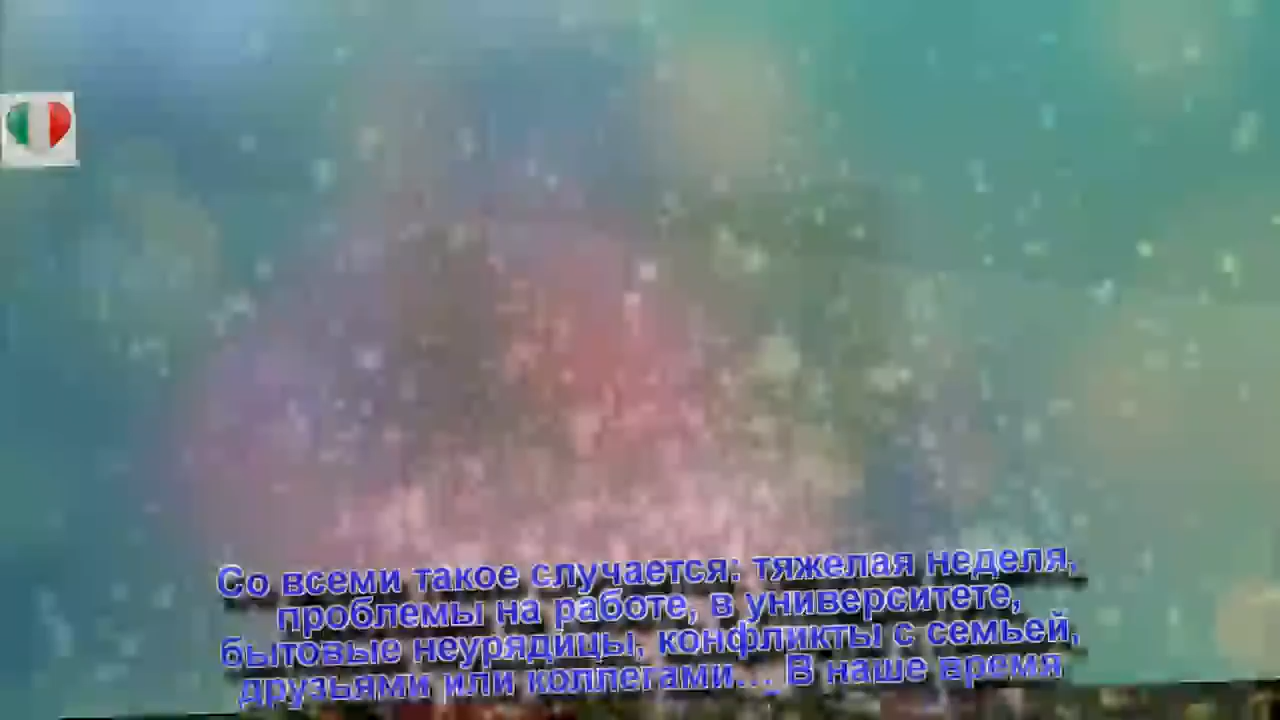 Со всеми такое случается: тяжелая неделя,
проблемы на работе, в университете,
бытовые неурядицы, конфликты с семьей,
друзьями или коллегами... В наше время